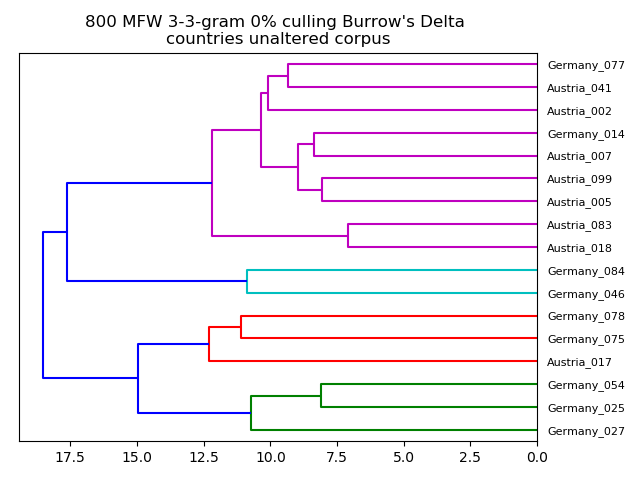 800 MFW 3-3-gram 0% culling Burrow's Delta
countries unaltered corpus
Germany_077
Austria_041
Austria_002
Germany_014
Austria_007
Austria_099
Austria_005
Austria_083
Austria_018
Germany_084
Germany_046
Germany_078
Germany_075
Austria_017
Germany_054
Germany_025
Germany_027
17.5 15.0 12.5 10.0 7.5 5.0 2.5 0.0